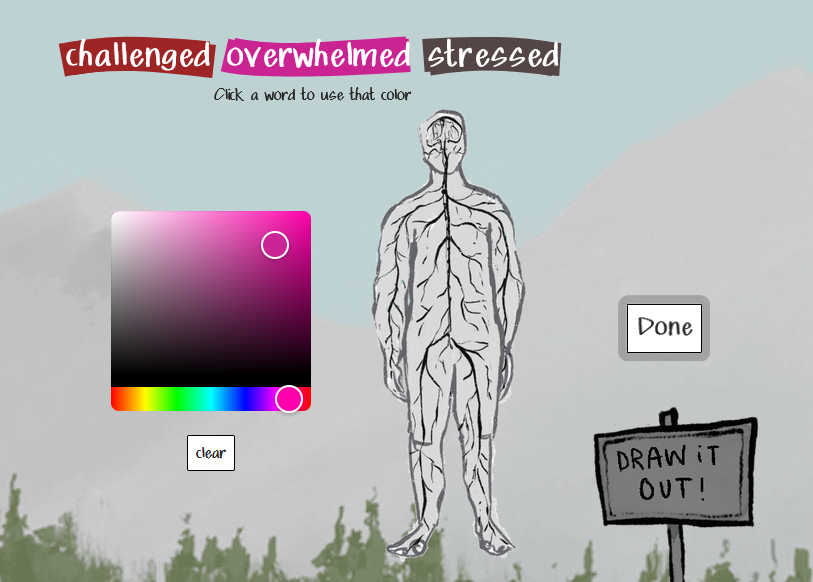 challenged overwhelmed stressed
Click a word to use that color
Done
clear
DRAW iT
OUT!